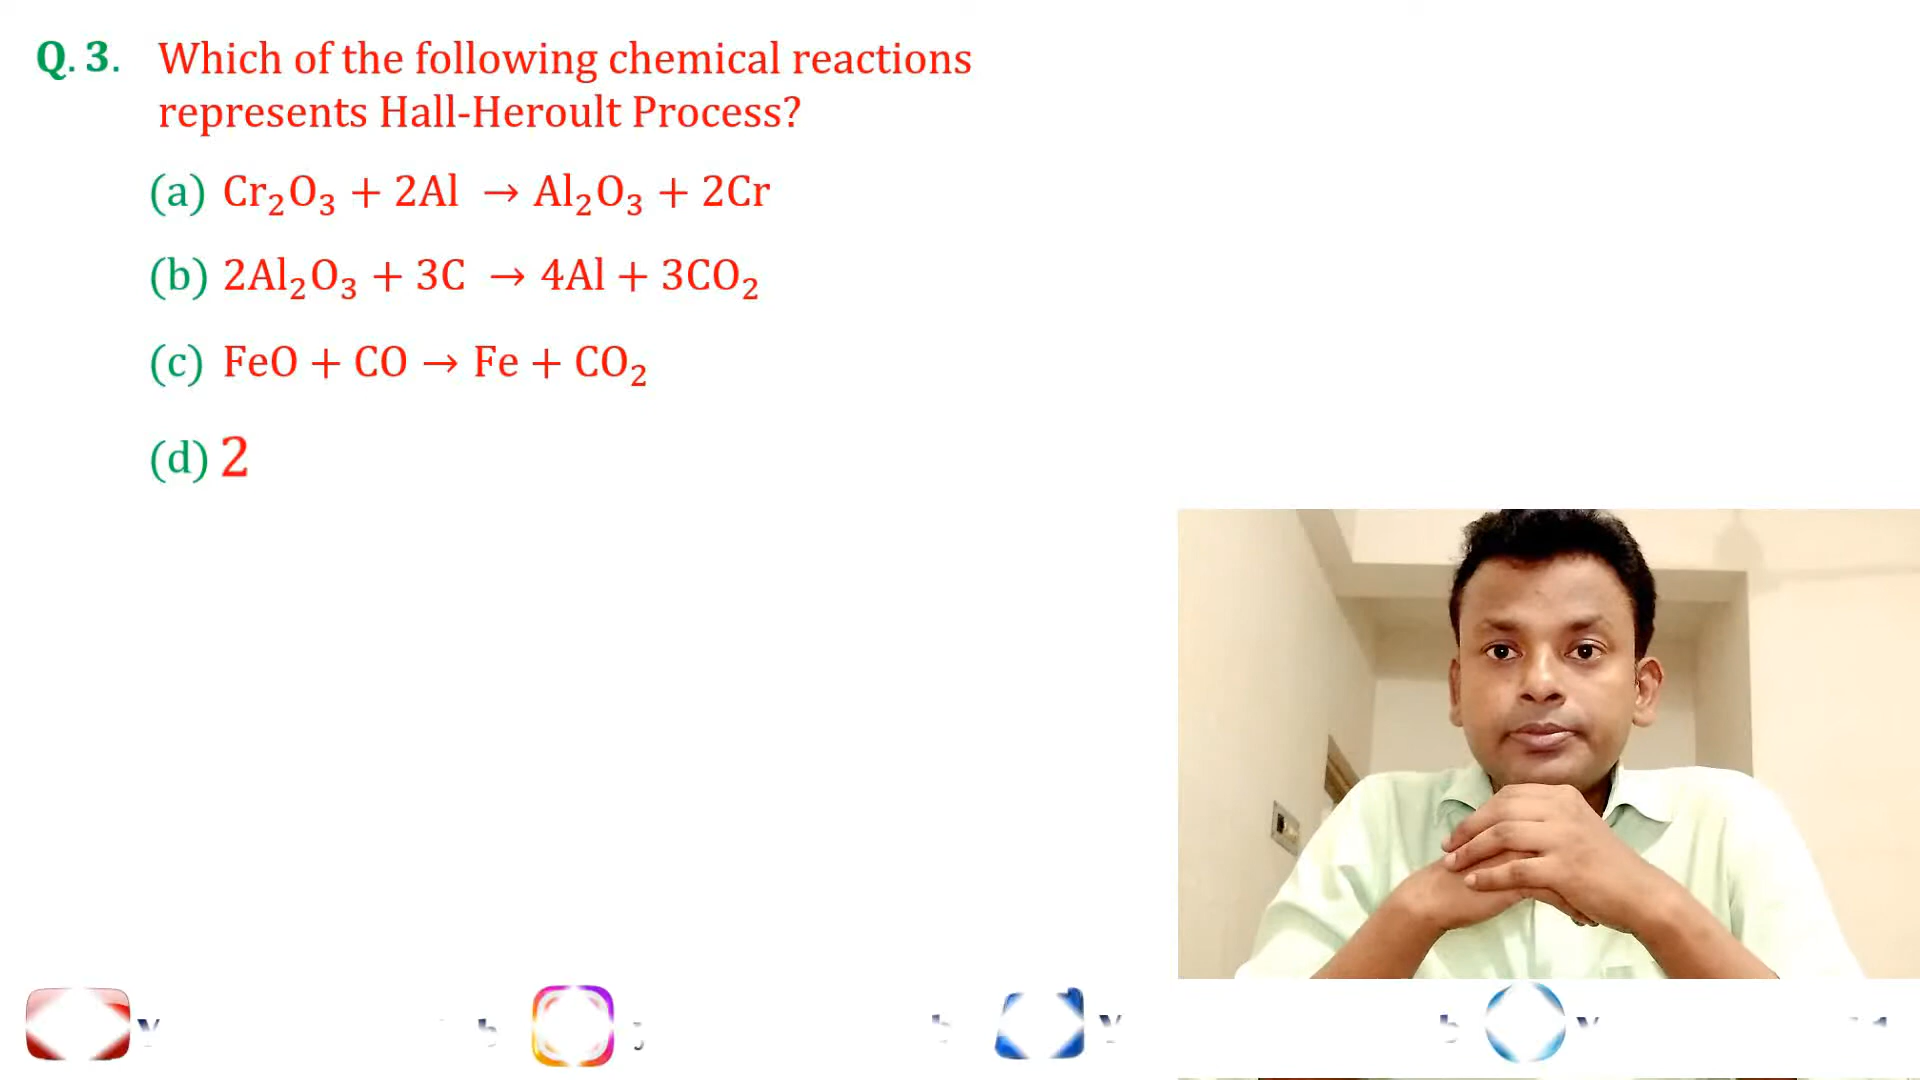 Q. 3. Which of the following chemical reactions
represents Hall-Heroult Process?
(a) Cr₂O₃ + 2Al → Al₂O₃ + 2Cr
(b) 2Al₂O₃ + 3C → 4Al + 3CO₂
(c) FeO + CO → Fe + CO₂
(d) 2